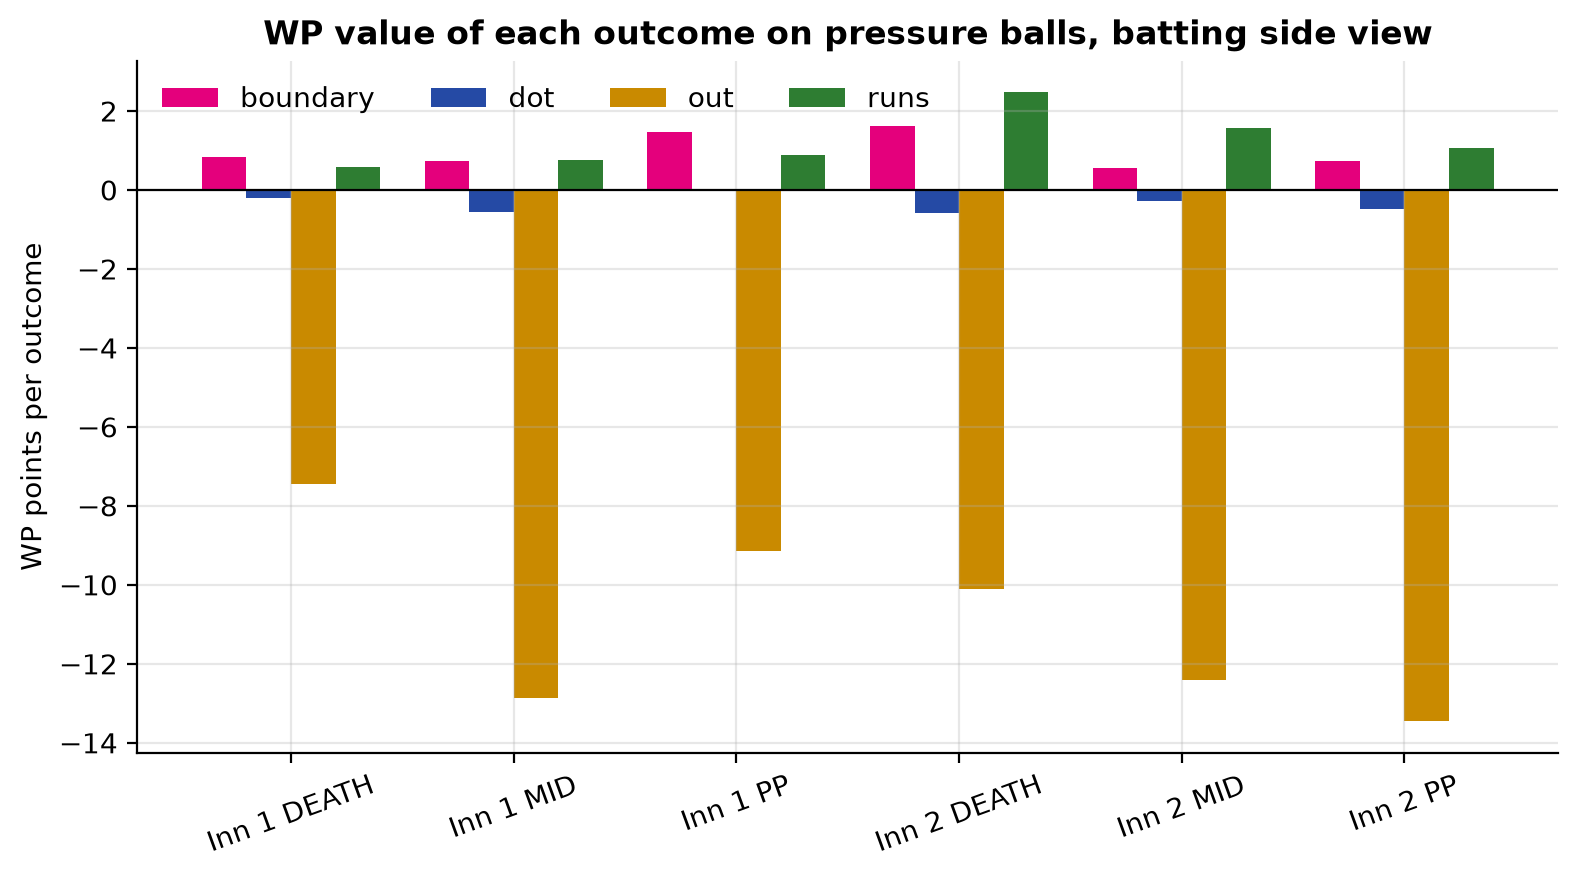 WP value of each outcome on pressure balls, batting side view
boundary dot out runs
WP points per outcome
2
0
−2
−4
−6
−8
−10
−12
−14
Inn 1 DEATH
Inn 1 MID
Inn 1 PP
Inn 2 DEATH
Inn 2 MID
Inn 2 PP